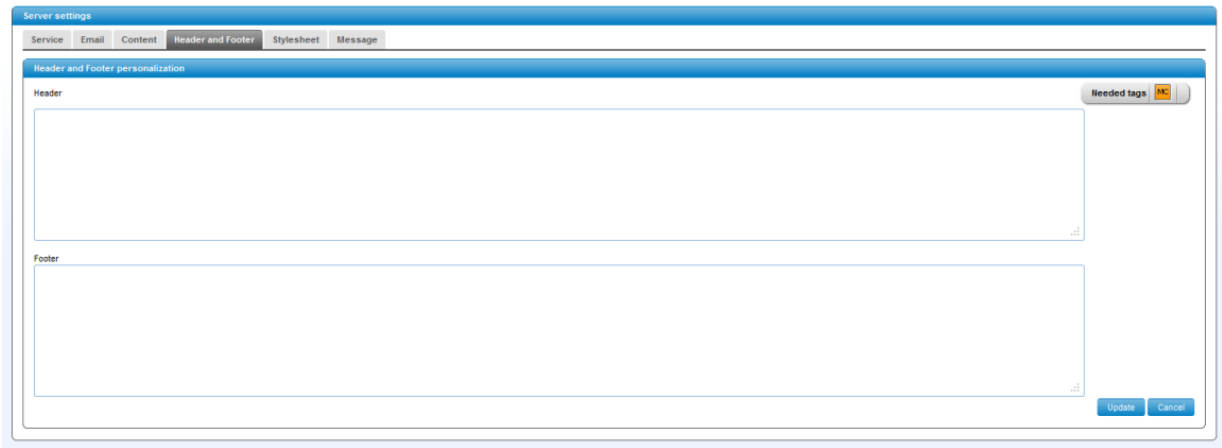 Server settings
Service Email Content Header and Footer Stylesheet Message
Header and Footer personalization
Header
Needed tags MC
Footer
Update Cancel